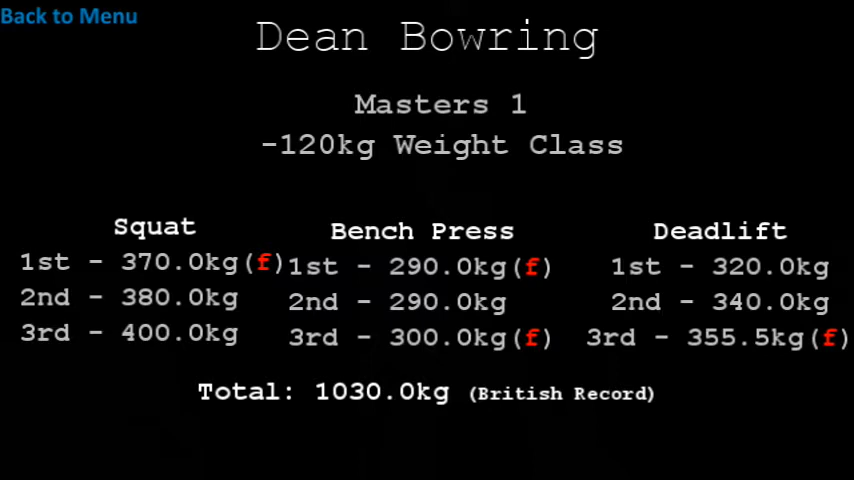 Back to Menu
Dean Bowring
Masters 1
-120kg Weight Class
Squat
1st - 370.0kg(f)
2nd - 380.0kg
3rd - 400.0kg
Bench Press
1st - 290.0kg(f)
2nd - 290.0kg
3rd - 300.0kg(f)
Deadlift
1st - 320.0kg
2nd - 340.0kg
3rd - 355.5kg(f)
Total: 1030.0kg (British Record)